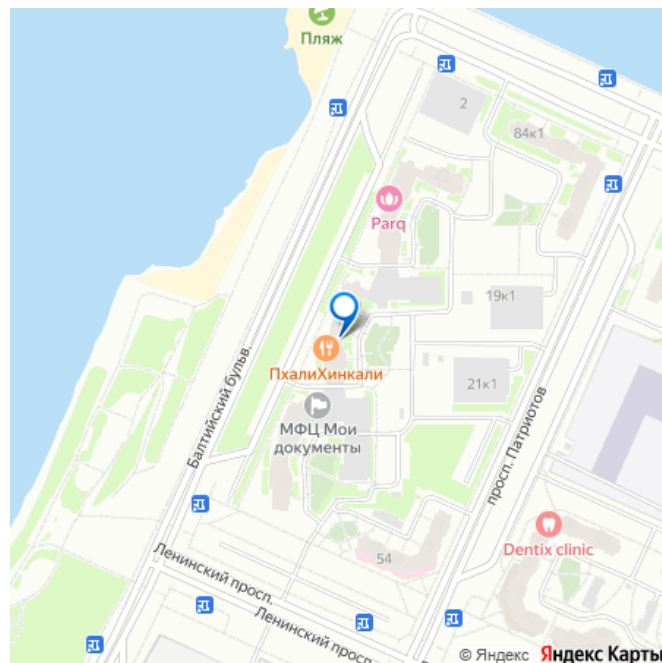 Пляж
2
84к1
Parq
19к1
ПхалиХинкали
21к1
Балтийский бульв.
МФЦ Мои
документы
просп. Патриотов
Dentix clinic
54
Ленинский просп.
Ленинский просп.
© Яндекс Яндекс Карты